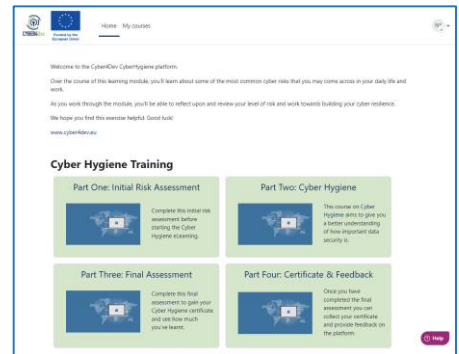 Funded by the
European Union
Home My courses
Welcome to the Cyber4Dev CyberHygiene platform.
Over the course of this learning module, you'll learn about some of the most common cyber risks that you may come across in your daily life and
work.
As you work through the module, you'll be able to reflect upon and review your level of risk and work towards building your cyber resilience.
We hope you find this exercise helpful. Good luck!
www.cyber4dev.eu
Cyber Hygiene Training
Part One: Initial Risk Assessment
Complete this initial risk
assessment before
starting the Cyber
Hygiene eLearning.
Part Two: Cyber Hygiene
This course on Cyber
Hygiene aims to give you
a better understanding
of how important data
security is.
Part Three: Final Assessment
Complete this final
assessment to gain your
Cyber Hygiene certificate
and see how much
you've learnt.
Part Four: Certificate & Feedback
Once you have
completed the final
assessment you can
collect your certificate
and provide feedback on
the platform.
Help